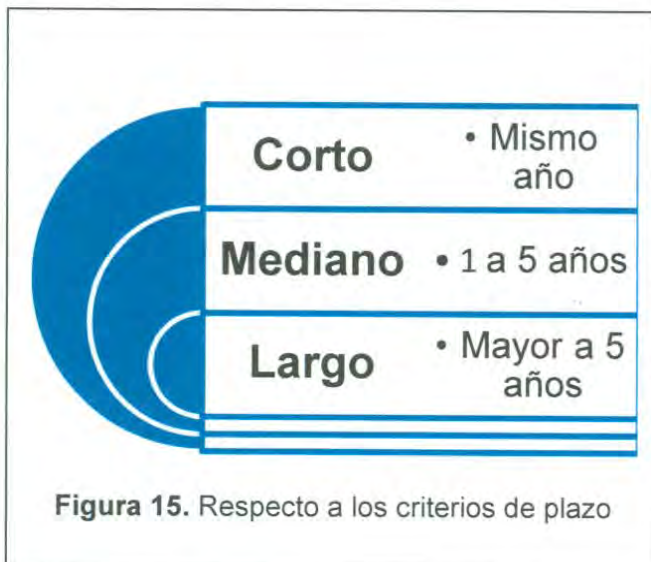 Corto
• Mismo
año
Mediano
• 1 a 5 años
Largo
• Mayor a 5
años
Figura 15. Respecto a los criterios de plazo